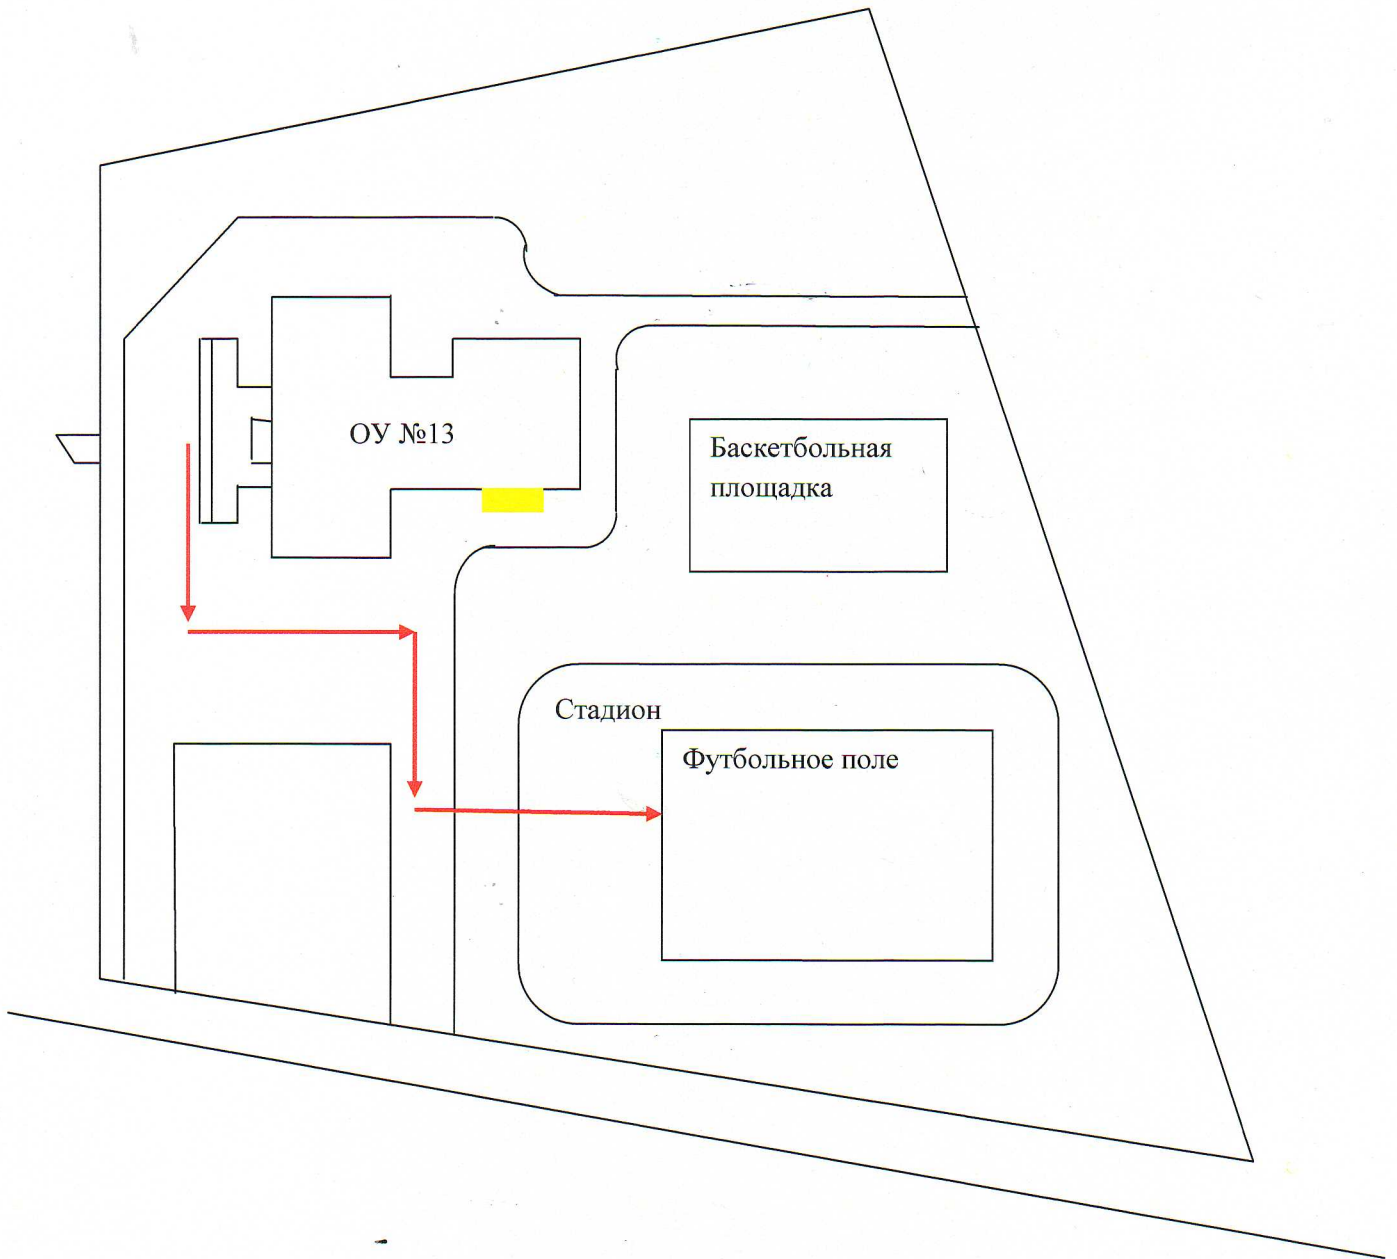 ОУ №13
Баскетбольная
площадка
Стадион
Футбольное поле